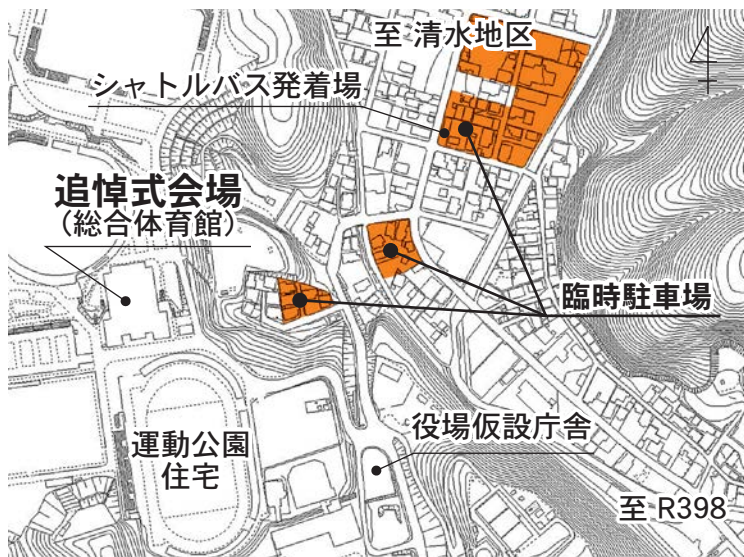 至 清水地区
シャトルバス発着場
追悼式会場
（総合体育館）
臨時駐車場
役場仮設庁舎
運動公園
住宅
至 R398